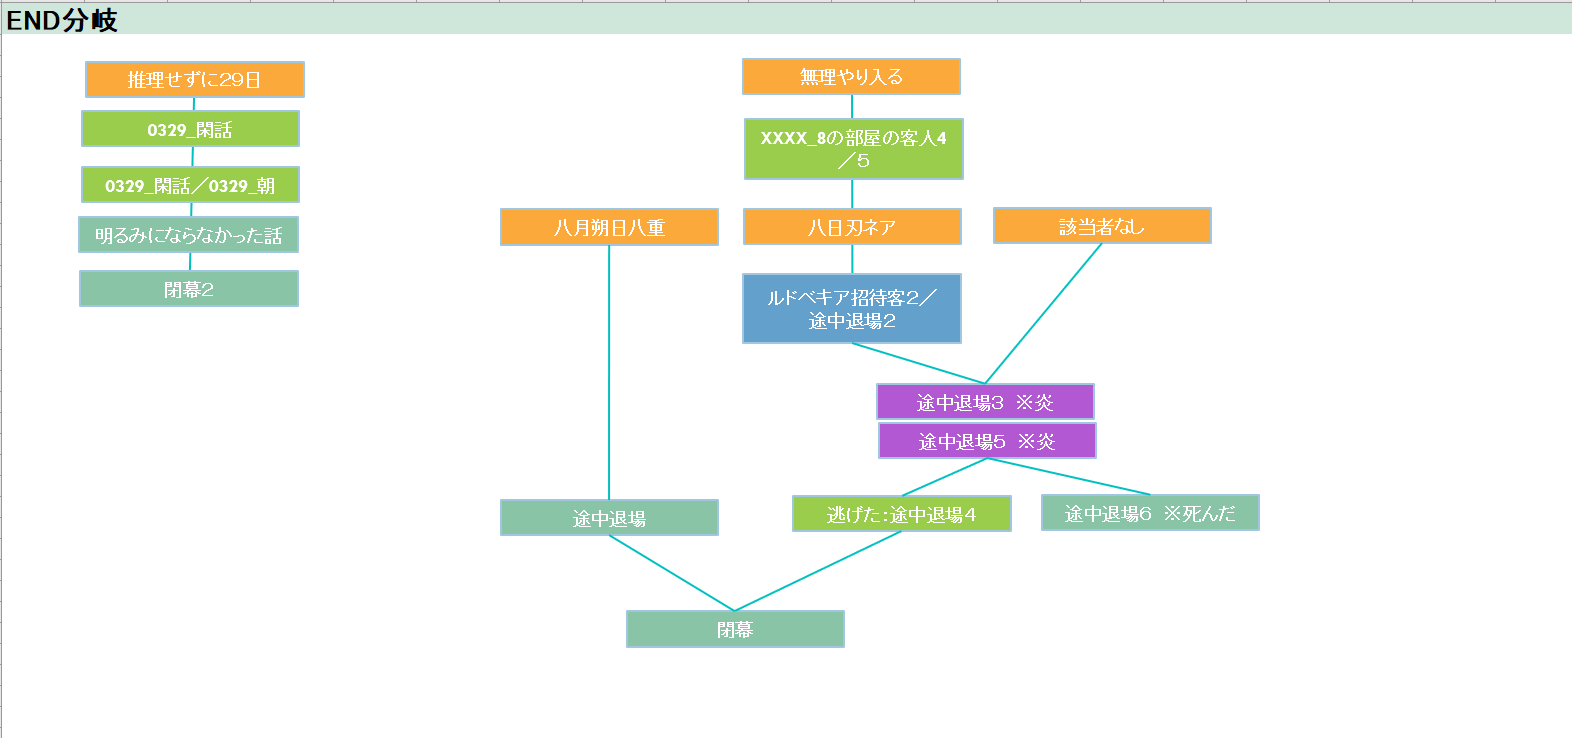 END分岐
推理せずに29日
0329_閑話
0329_閑話／0329_朝
明るみにならなかった話
閉幕2
無理やり入る
XXXX_8の部屋の客人4
／5
八月朔日八重
八日刃ネア
該当者なし
ルドベキア招待客2／
途中退場2
途中退場3 ※炎
途中退場5 ※炎
途中退場
逃げた：途中退場4
途中退場6 ※死んだ
閉幕